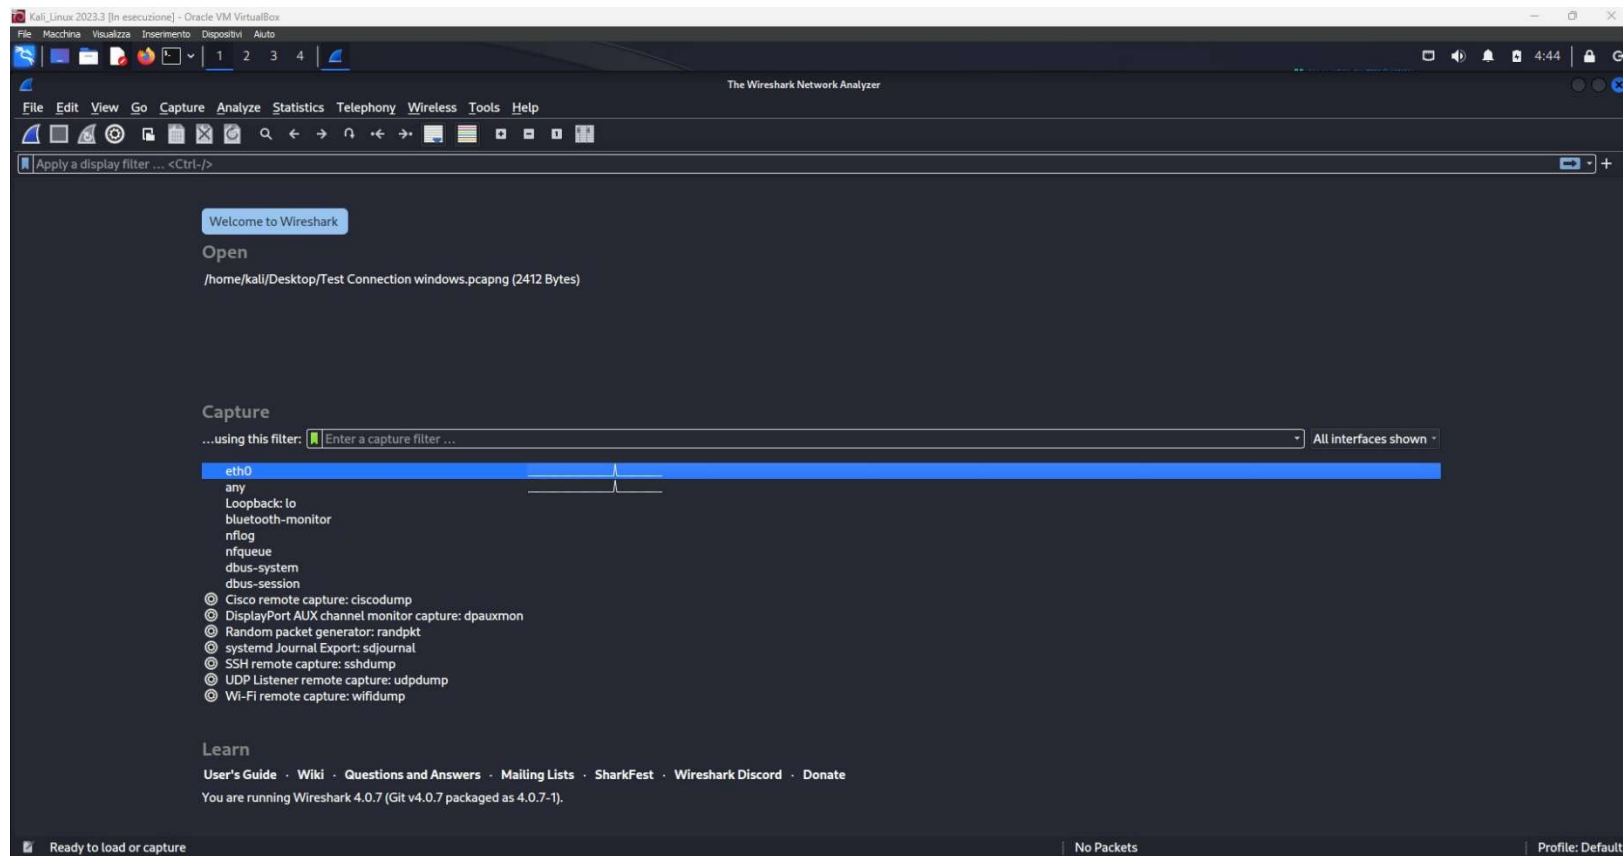 Kali_Linux 2023.3 [In esecuzione] - Oracle VM VirtualBox
File Macchina Visualizza Inserimento Dispositivi Aiuto
1 2 3 4 4:44
The Wireshark Network Analyzer
File Edit View Go Capture Analyze Statistics Telephony Wireless Tools Help
Apply a display filter ... <Ctrl-/>
Welcome to Wireshark
Open
/home/kali/Desktop/Test Connection windows.pcapng (2412 Bytes)
Capture
...using this filter: Enter a capture filter ... All interfaces shown
eth0
any
Loopback: lo
bluetooth-monitor
nflog
nfqueue
dbus-system
dbus-session
Cisco remote capture: ciscodump
DisplayPort AUX channel monitor capture: dpauxmon
Random packet generator: randpkt
systemd Journal Export: sdjournal
SSH remote capture: sshdump
UDP Listener remote capture: udpdump
Wi-Fi remote capture: wifidump
Learn
User's Guide · Wiki · Questions and Answers · Mailing Lists · SharkFest · Wireshark Discord · Donate
You are running Wireshark 4.0.7 (Git v4.0.7 packaged as 4.0.7-1).
Ready to load or capture No Packets Profile: Default